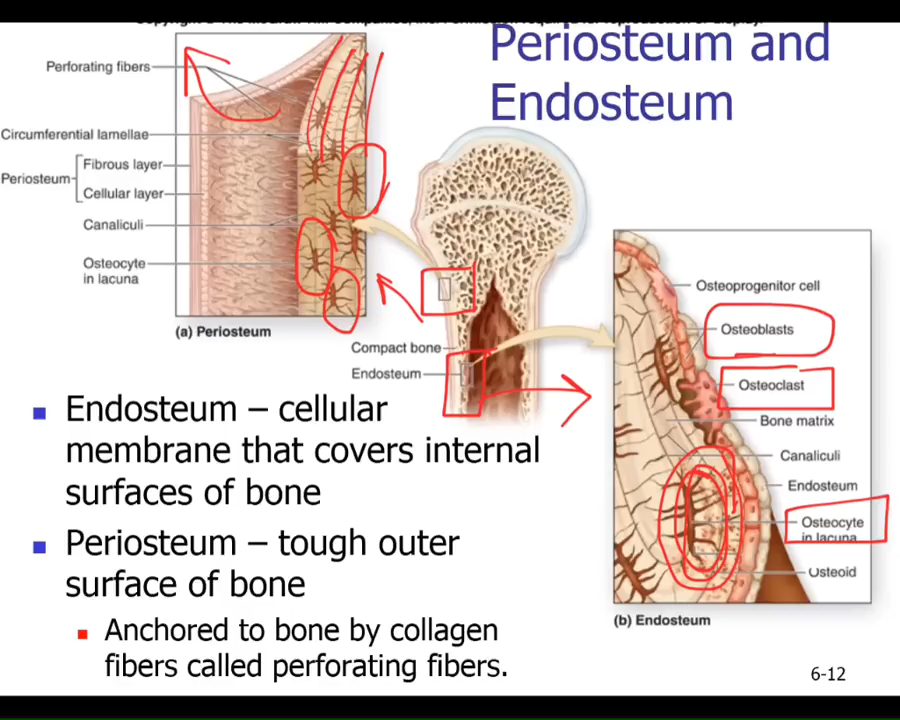 Periosteum and
Endosteum
Perforating fibers
Circumferential lamellae
Fibrous layer
Periosteum
Cellular layer
Canaliculi
Osteocyte
in lacuna
(a) Periosteum
Compact bone
Endosteum
Osteoprogenitor cell
Osteoblasts
Osteoclast
Bone matrix
Canaliculi
Endosteum
Osteocyte
in lacuna
Osteoid
(b) Endosteum
Endosteum – cellular
membrane that covers internal
surfaces of bone
Periosteum – tough outer
surface of bone
Anchored to bone by collagen
fibers called perforating fibers.
6-12